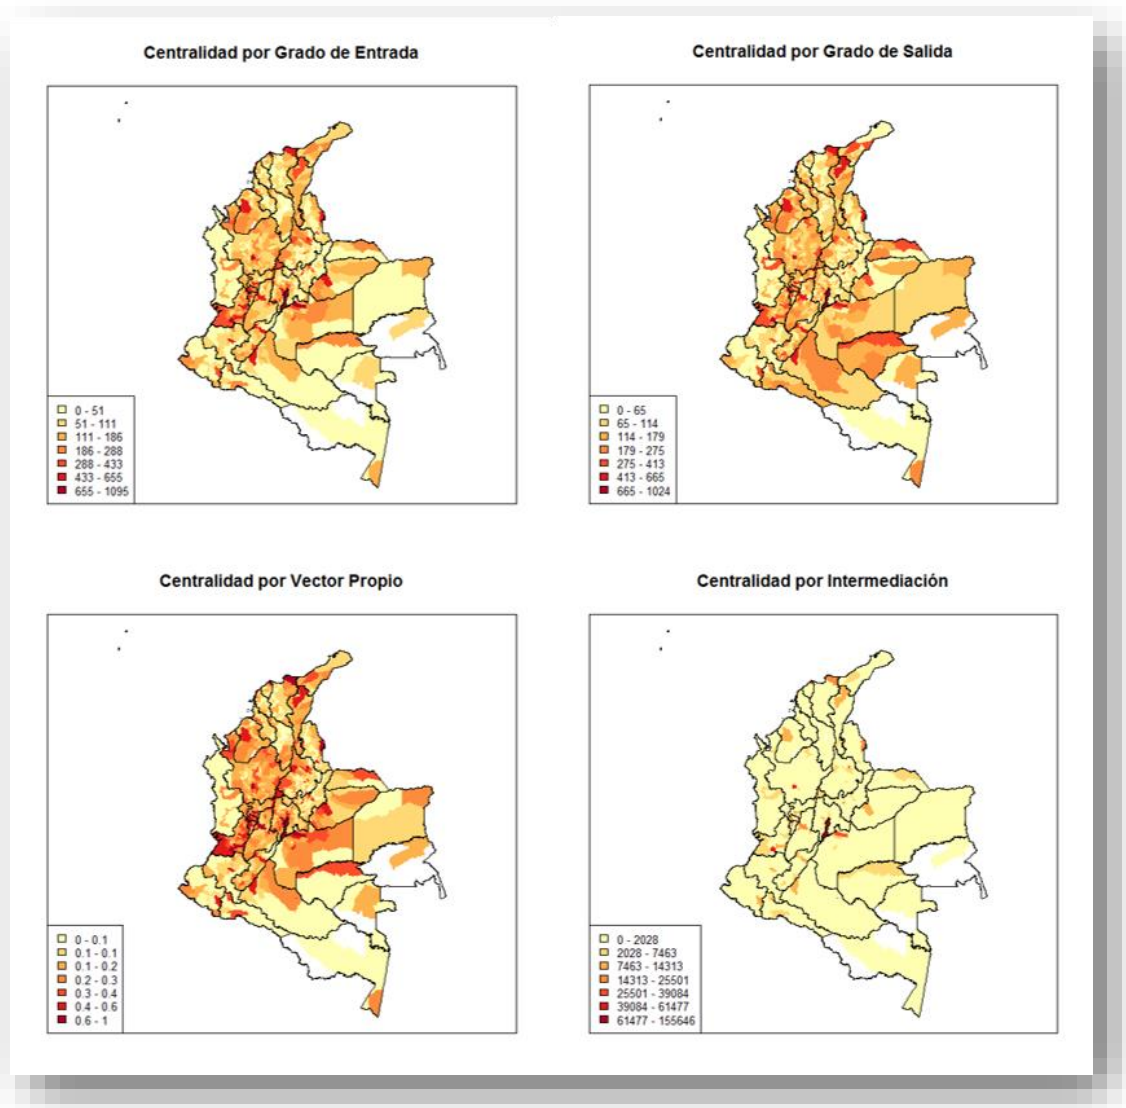 Centralidad por Grado de Entrada
Centralidad por Grado de Salida
0 - 51
51 - 111
111 - 186
186 - 288
288 - 433
433 - 655
655 - 1095
0 - 65
65 - 114
114 - 179
179 - 275
275 - 413
413 - 665
665 - 1024
Centralidad por Vector Propio
Centralidad por Intermediación
0 - 0.1
0.1 - 0.1
0.1 - 0.2
0.2 - 0.3
0.3 - 0.4
0.4 - 0.6
0.6 - 1
0 - 2028
2028 - 7463
7463 - 14313
14313 - 25501
25501 - 39084
39084 - 61477
61477 - 155646